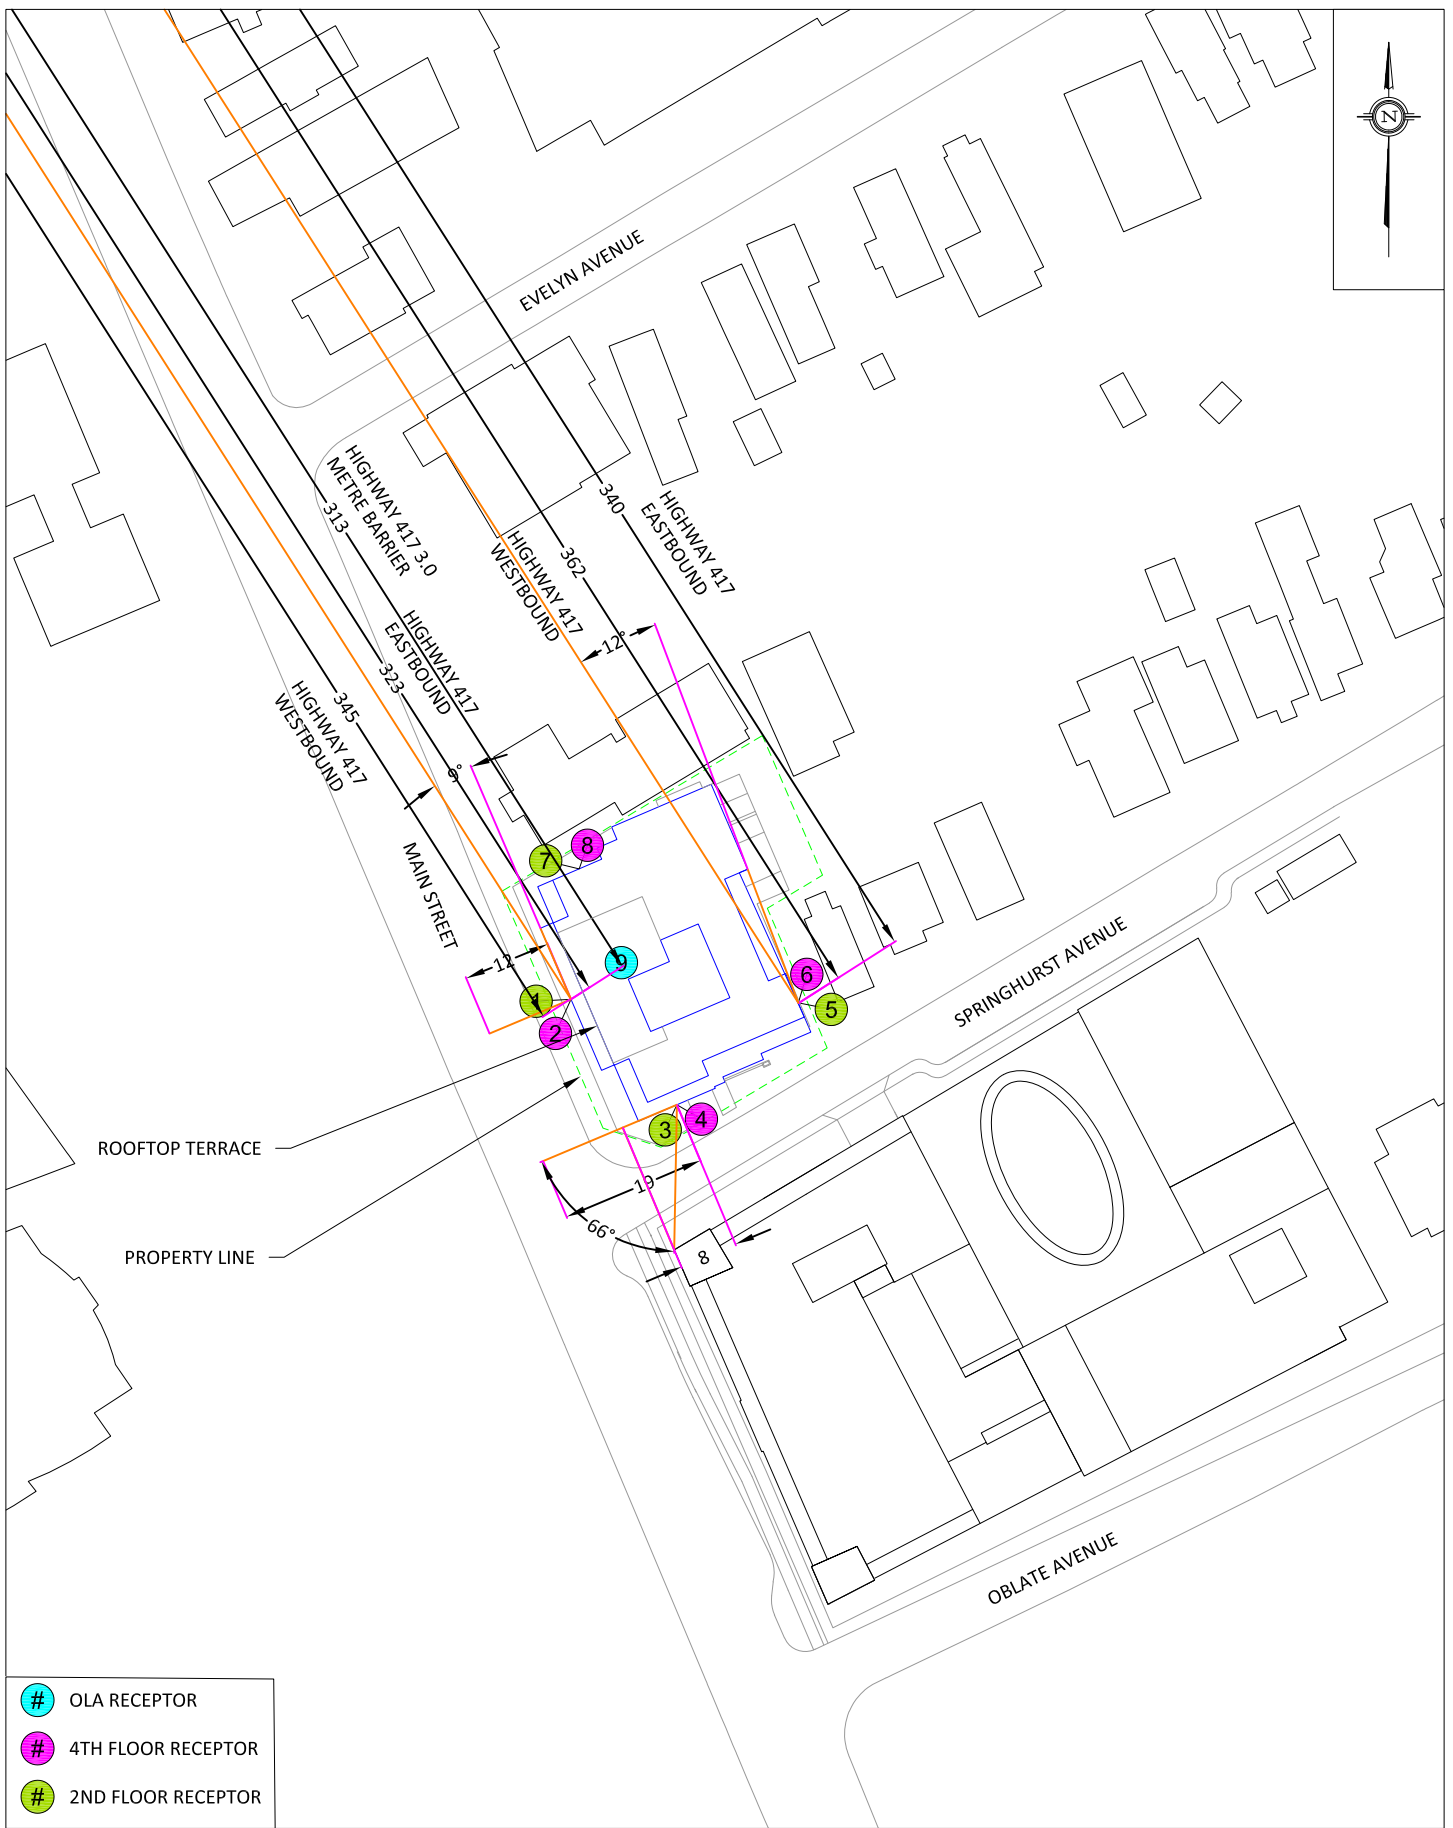 N
EVELYN AVENUE
HIGHWAY 417 3.0
METRE BARRIER
313
340
HIGHWAY 417
EASTBOUND
362
HIGHWAY 417
WESTBOUND
12°
HIGHWAY 417
EASTBOUND
323
345
HIGHWAY 417
WESTBOUND
9°
MAIN STREET
8
7
9
12
1
2
6
5
SPRINGHURST AVENUE
3
4
ROOFTOP TERRACE
19
66°
PROPERTY LINE
8
OBLATE AVENUE
# OLA RECEPTOR
# 4TH FLOOR RECEPTOR
# 2ND FLOOR RECEPTOR